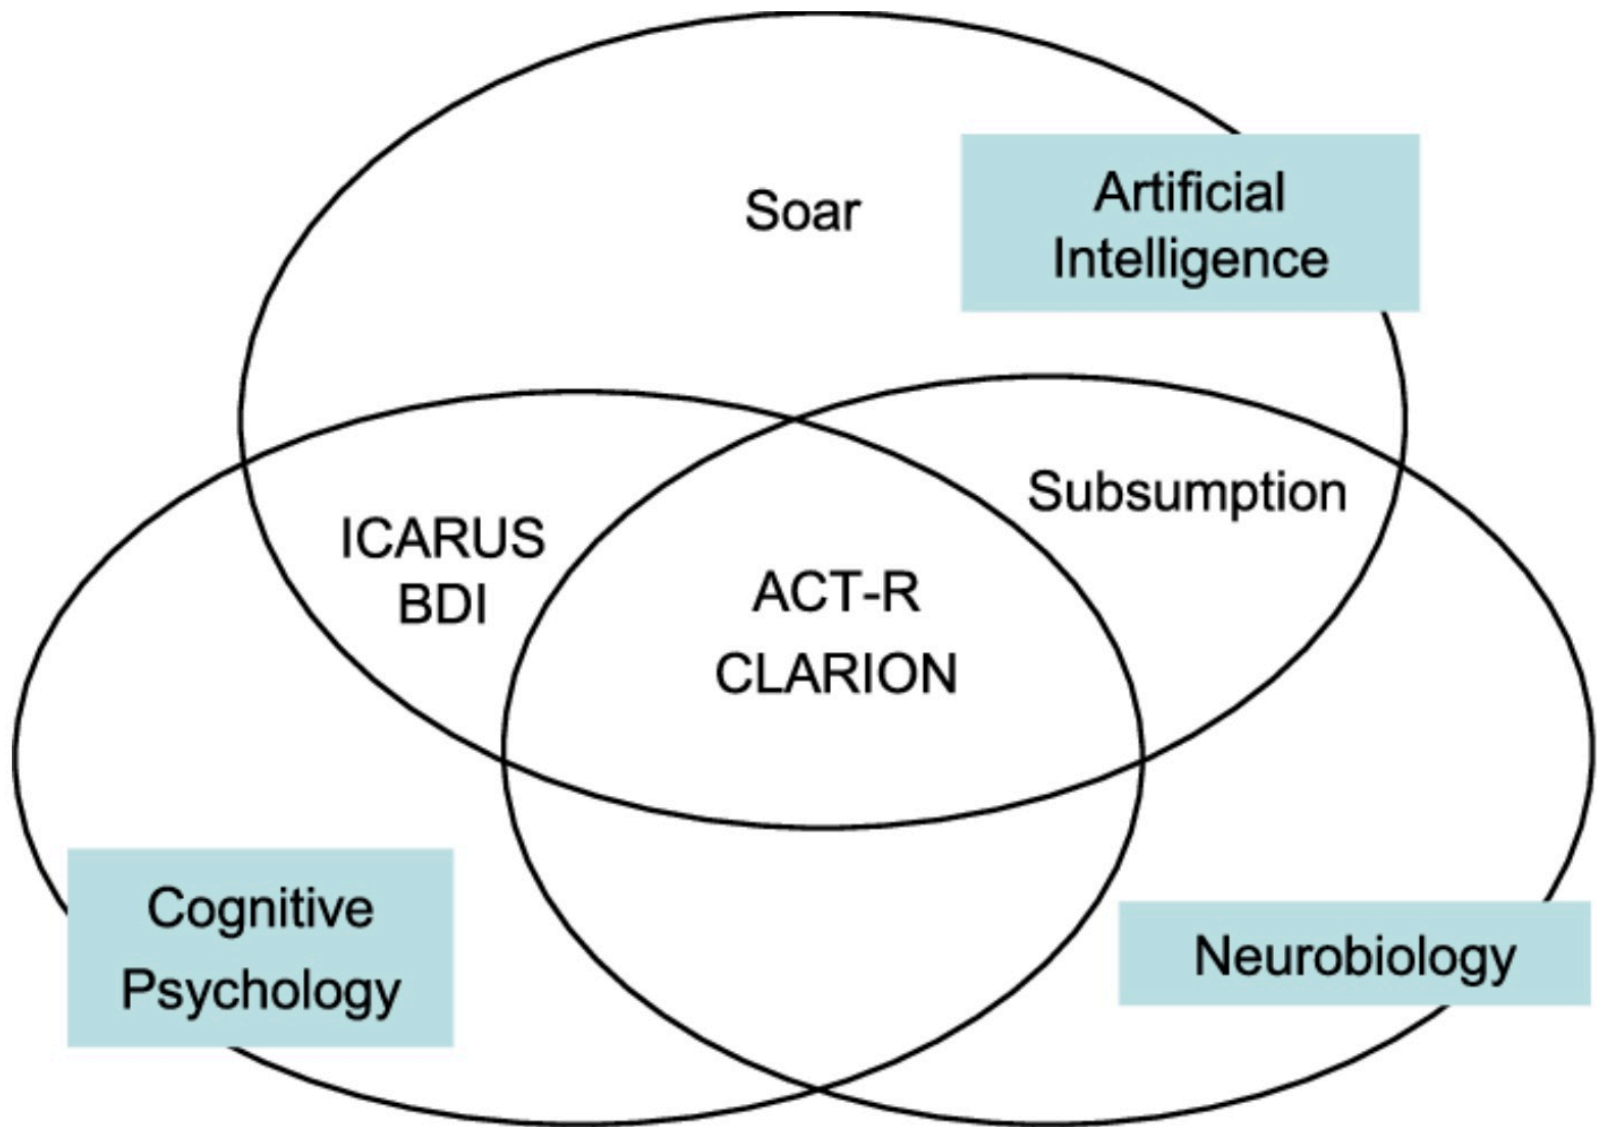 Soar
Artificial
Intelligence
Subsumption
ICARUS
BDI
ACT-R
CLARION
Cognitive
Psychology
Neurobiology